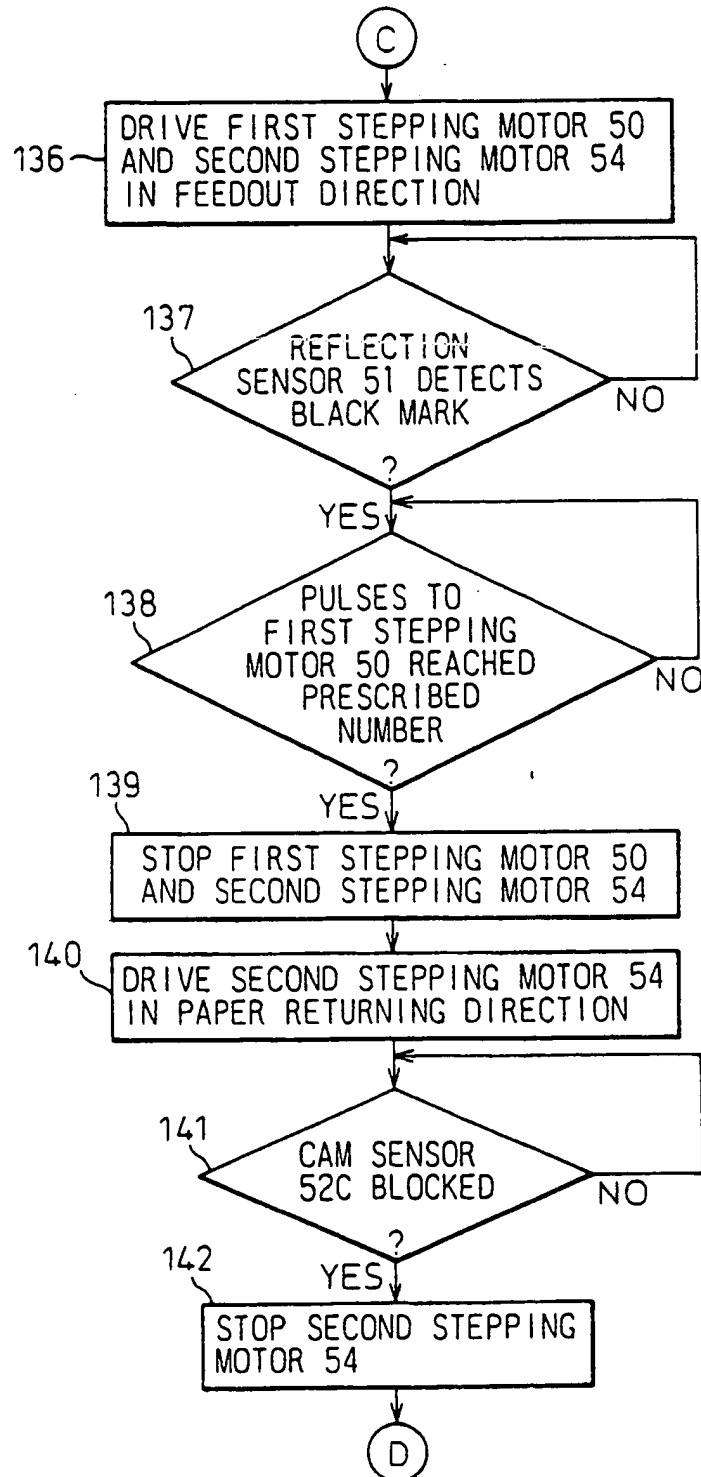 C
136
DRIVE FIRST STEPPING MOTOR 50
AND SECOND STEPPING MOTOR 54
IN FEEDOUT DIRECTION
137
REFLECTION
SENSOR 51 DETECTS
BLACK MARK
?
NO
YES
138
PULSES TO
FIRST STEPPING
MOTOR 50 REACHED
PRESCRIBED
NUMBER
?
NO
YES
139
STOP FIRST STEPPING MOTOR 50
AND SECOND STEPPING MOTOR 54
140
DRIVE SECOND STEPPING MOTOR 54
IN PAPER RETURNING DIRECTION
141
CAM SENSOR
52C BLOCKED
?
NO
YES
142
STOP SECOND STEPPING
MOTOR 54
D